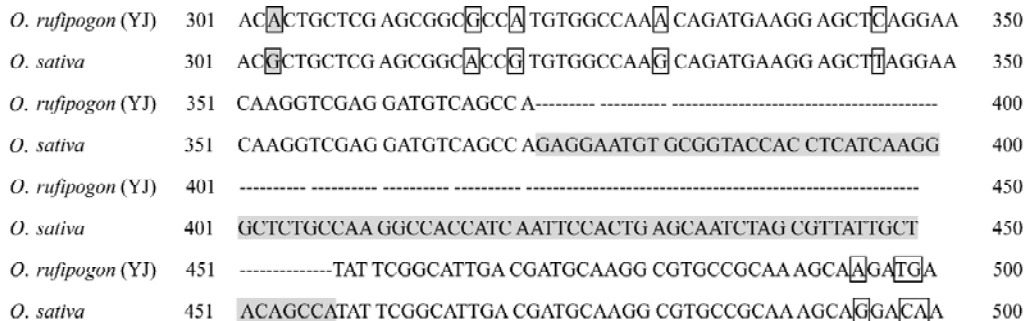 O. rufipogon (YJ) 301 ACACTGCTCG AGCGGCGCCA TGTGGCCAAA CAGATGAAGG AGCTCAGGAA 350
O. sativa 301 ACGCTGCTCG AGCGGCACCG TGTGGCCAAG CAGATGAAGG AGCTTAGGAA 350
O. rufipogon (YJ) 351 CAAGGTCGAG GATGTCAGCC A--------- ---------- ---------------------------------------- 400
O. sativa 351 CAAGGTCGAG GATGTCAGCC AGAGGAATGT GCGGTACCAC CTCATCAAGG 400
O. rufipogon (YJ) 401 ---------- ---------- ---------- ---------- ------------------------------------------------------------ 450
O. sativa 401 GCTCTGCCAAG GCCACCATC AATTCCACTG AGCAATCTAG CGTTATTGCT 450
O. rufipogon (YJ) 451 --------------TAT TCGGCATTGA CGATGCAAGG CGTGCCGCAA AGCAAGATGA 500
O. sativa 451 ACAGCCATAT TCGGCATTGA CGATGCAAGG CGTGCCGCAA AGCAGGACAA 500